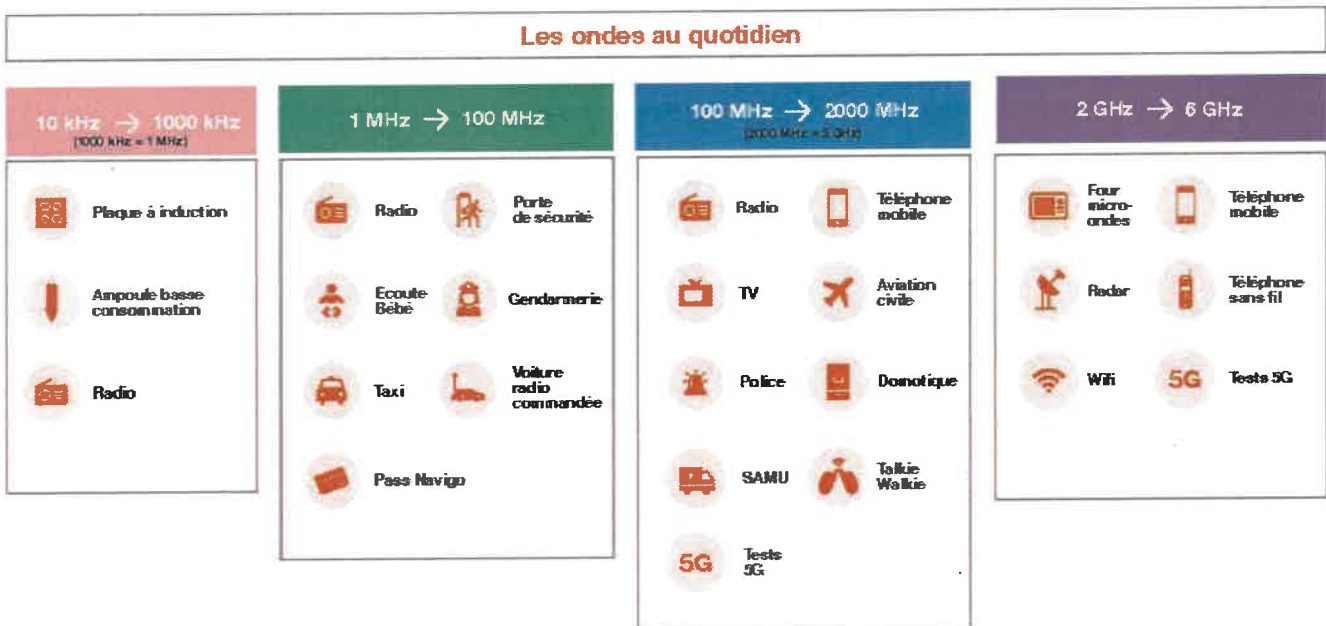 Les ondes au quotidien
10 kHz → 1000 kHz
(1000 kHz = 1 MHz)
Plaque à induction
Ampoule basse
consommation
Radio
1 MHz → 100 MHz
Radio
Porte
de sécurité
Ecoute
Bébé
Gendarmerie
Taxi
Voiture
radio
commandée
Pass Navigo
100 MHz → 2000 MHz
(2000 MHz = 2 GHz)
Radio
Téléphone
mobile
TV
Aviation
civile
Police
Domotique
SAMU
Talkie
Walkie
5G
Tests
5G
2 GHz → 6 GHz
Four
micro-
ondes
Téléphone
mobile
Radar
Téléphone
sans fil
Wifi
5G
Tests 5G